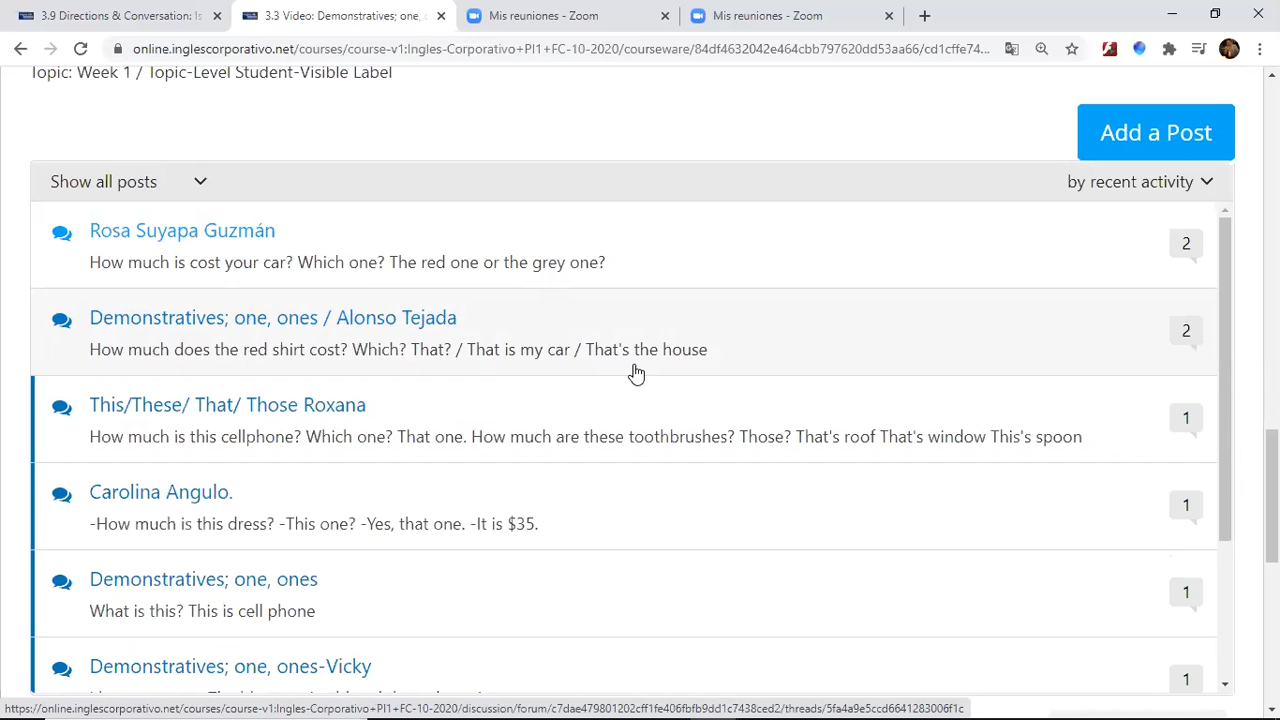 3.9 Directions & Conversation: Is
3.3 Video: Demonstratives; one, o
Mis reuniones - Zoom
Mis reuniones - Zoom
online.inglescorporativo.net/courses/course-v1:Ingles-Corporativo+PI1+FC-10-2020/courseware/84df4632042e464cbb797620dd53aa66/cd1cffe74...
Topic: Week 1 / Topic-Level Student-Visible Label
Add a Post
Show all posts
by recent activity
Rosa Suyapa Guzmán
How much is cost your car? Which one? The red one or the grey one?
2
Demonstratives; one, ones / Alonso Tejada
How much does the red shirt cost? Which? That? / That is my car / That's the house
2
This/These/ That/ Those Roxana
How much is this cellphone? Which one? That one. How much are these toothbrushes? Those? That's roof That's window This's spoon
1
Carolina Angulo.
-How much is this dress? -This one? -Yes, that one. -It is $35.
1
Demonstratives; one, ones
What is this? This is cell phone
1
Demonstratives; one, ones-Vicky
1
https://online.inglescorporativo.net/courses/course-v1:Ingles-Corporativo+PI1+FC-10-2020/discussion/forum/c7dae479801202cff1fe406fbfb9dd1c7438ced2/threads/5fa4a9e5ccd6641283006f1c